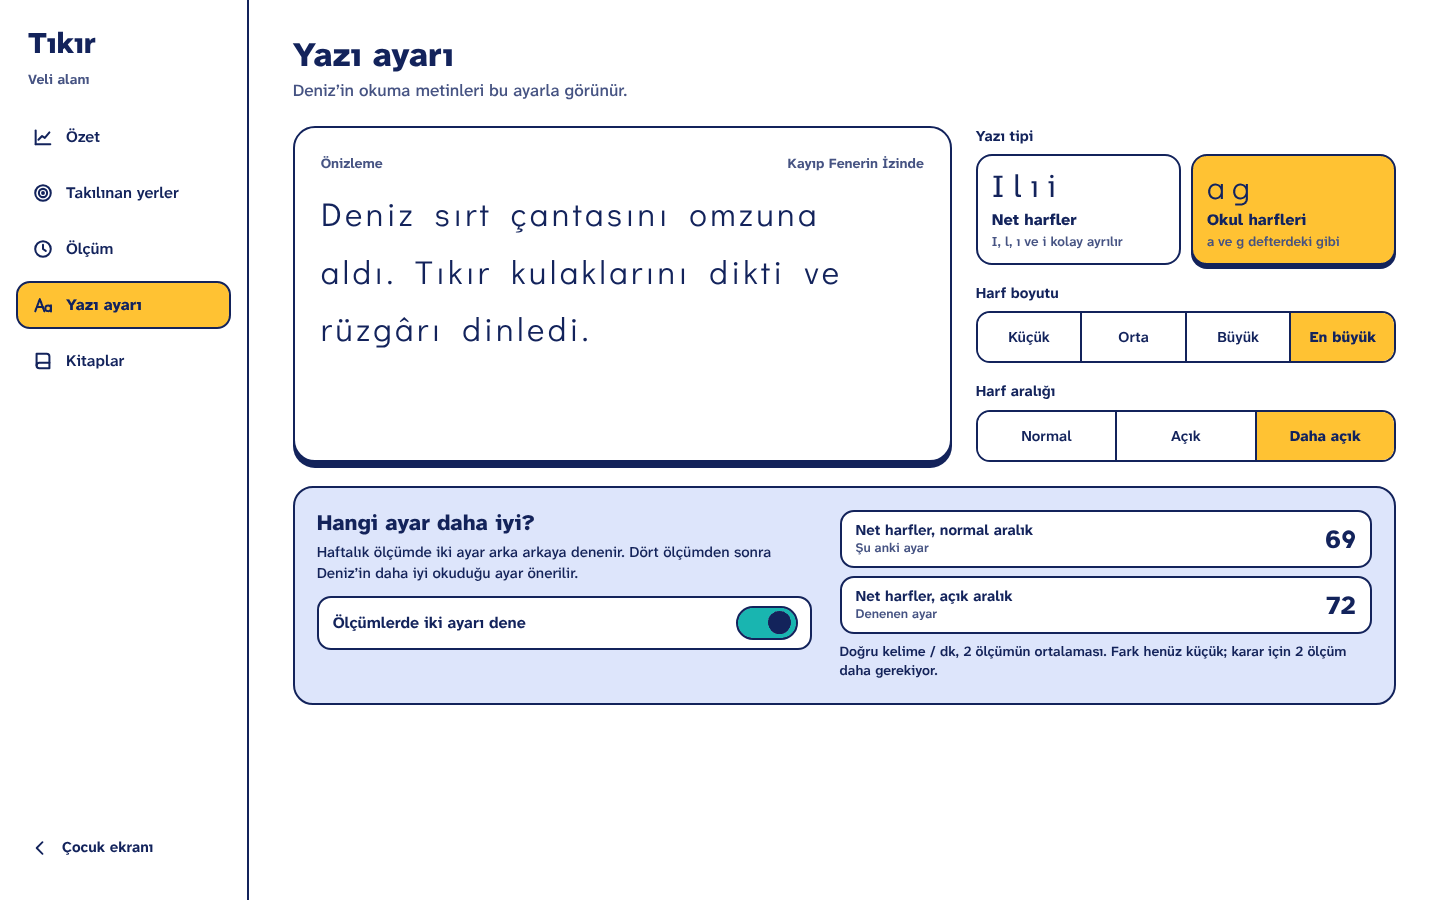 Tıkır
Veli alanı
Özet
Takılınan yerler
Ölçüm
Yazı ayarı
Kitaplar
Çocuk ekranı
Yazı ayarı
Deniz’in okuma metinleri bu ayarla görünür.
Önizleme
Kayıp Fenerin İzinde
Deniz sırt çantasını omzuna
aldı. Tıkır kulaklarını dikti ve
rüzgârı dinledi.
Yazı tipi
I l ı i
Net harfler
I, l, ı ve i kolay ayrılır
a g
Okul harfleri
a ve g defterdeki gibi
Harf boyutu
Küçük
Orta
Büyük
En büyük
Harf aralığı
Normal
Açık
Daha açık
Hangi ayar daha iyi?
Haftalık ölçümde iki ayar arka arkaya denenir. Dört ölçümden sonra
Deniz’in daha iyi okuduğu ayar önerilir.
Ölçümlerde iki ayarı dene
Net harfler, normal aralık
Şu anki ayar
69
Net harfler, açık aralık
Denenen ayar
72
Doğru kelime / dk, 2 ölçümün ortalaması. Fark henüz küçük; karar için 2 ölçüm
daha gerekiyor.